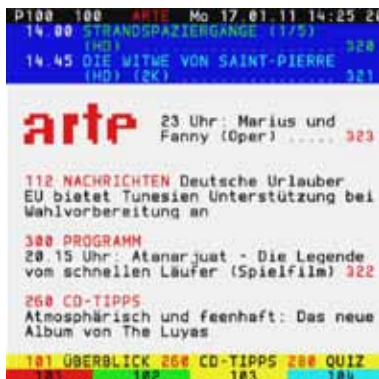 P100 100 ARTE Mo 17.01.11 14:25
14.00 STRANDSPAZIERGÄNGE (1/5)
(HD) 320
14.45 DIE WITWE VON SAINT-PIERRE
(HD) (2K) 321
arte
23 Uhr: Marius und
Fanny (Oper) ..... 323
112 NACHRICHTEN Deutsche Urlauber
EU bietet Tunesien Unterstützung bei
Wahlvorbereitung an
300 PROGRAMM
20.15 Uhr: Atanarjuat - Die Legende
vom schnellen Läufer (Spielfilm) 322
260 CD-TIPPS
Atmosphärisch und feenhaft: Das neue
Album von The Luyas
101 ÜBERBLICK 260 CD-TIPPS 280 QUIZ
101 102 103 104